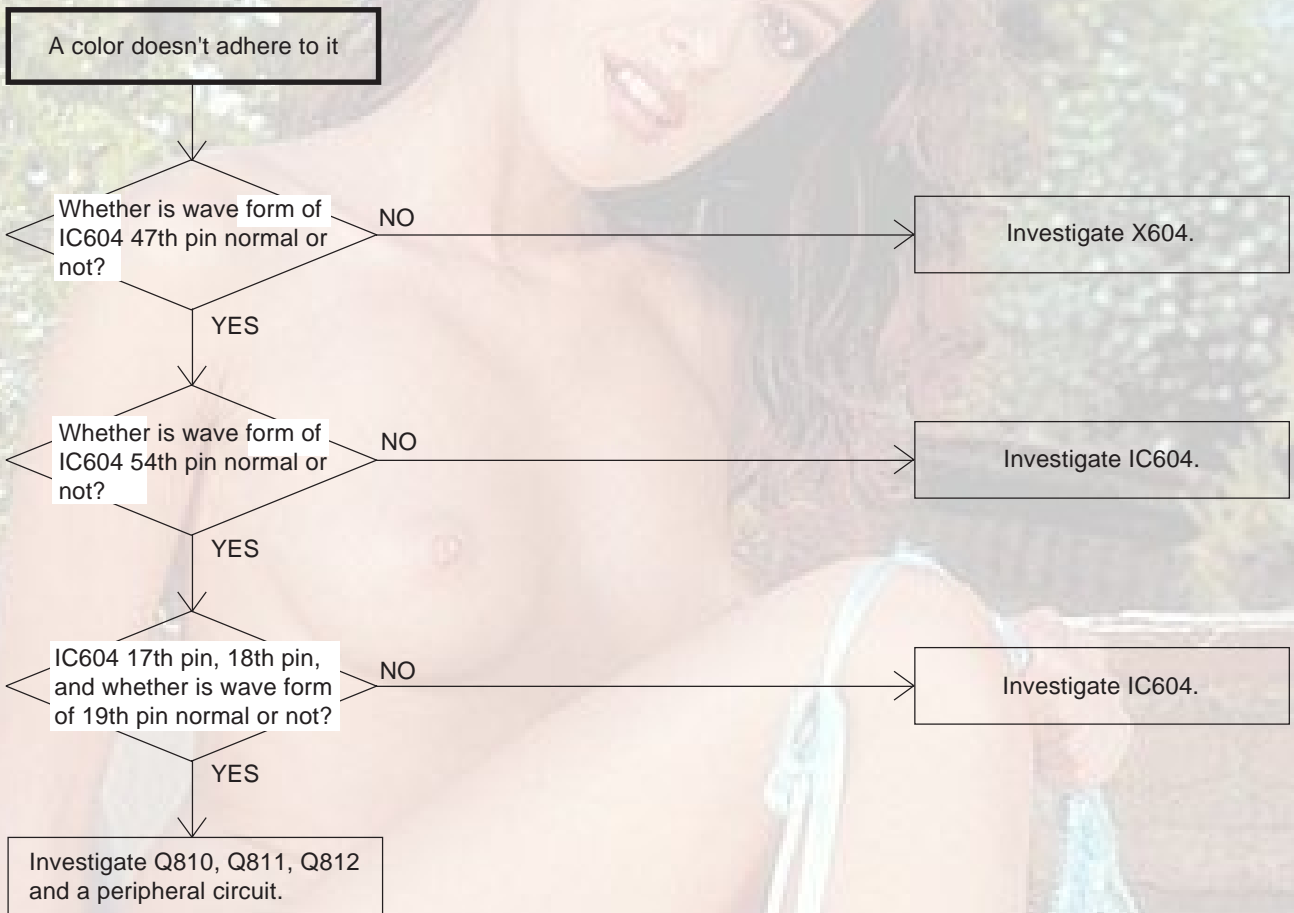 A color doesn't adhere to it
Whether is wave form of
IC604 47th pin normal or
not?
NO
Investigate X604.
YES
Whether is wave form of
IC604 54th pin normal or
not?
NO
Investigate IC604.
YES
IC604 17th pin, 18th pin,
and whether is wave form
of 19th pin normal or not?
NO
Investigate IC604.
YES
Investigate Q810, Q811, Q812
and a peripheral circuit.